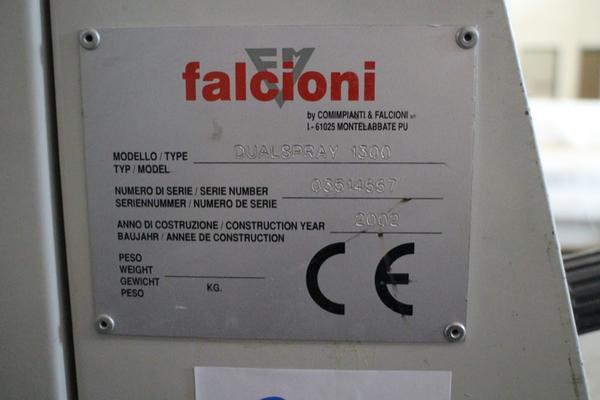 falcioni
by COMIMPIANTI & FALCIONI srl
I - 61025 MONTELABBATE PU
MODELLO / TYPE DUALSPRAY 1300
TYP / MODEL
NUMERO DI SERIE / SERIE NUMBER 03514557
SERIENNUMMER / NUMERO DE SERIE
ANNO DI COSTRUZIONE / CONSTRUCTION YEAR 2002
BAUJAHR / ANNEE DE CONSTRUCTION
PESO
WEIGHT
GEWICHT KG.
PESO
CE